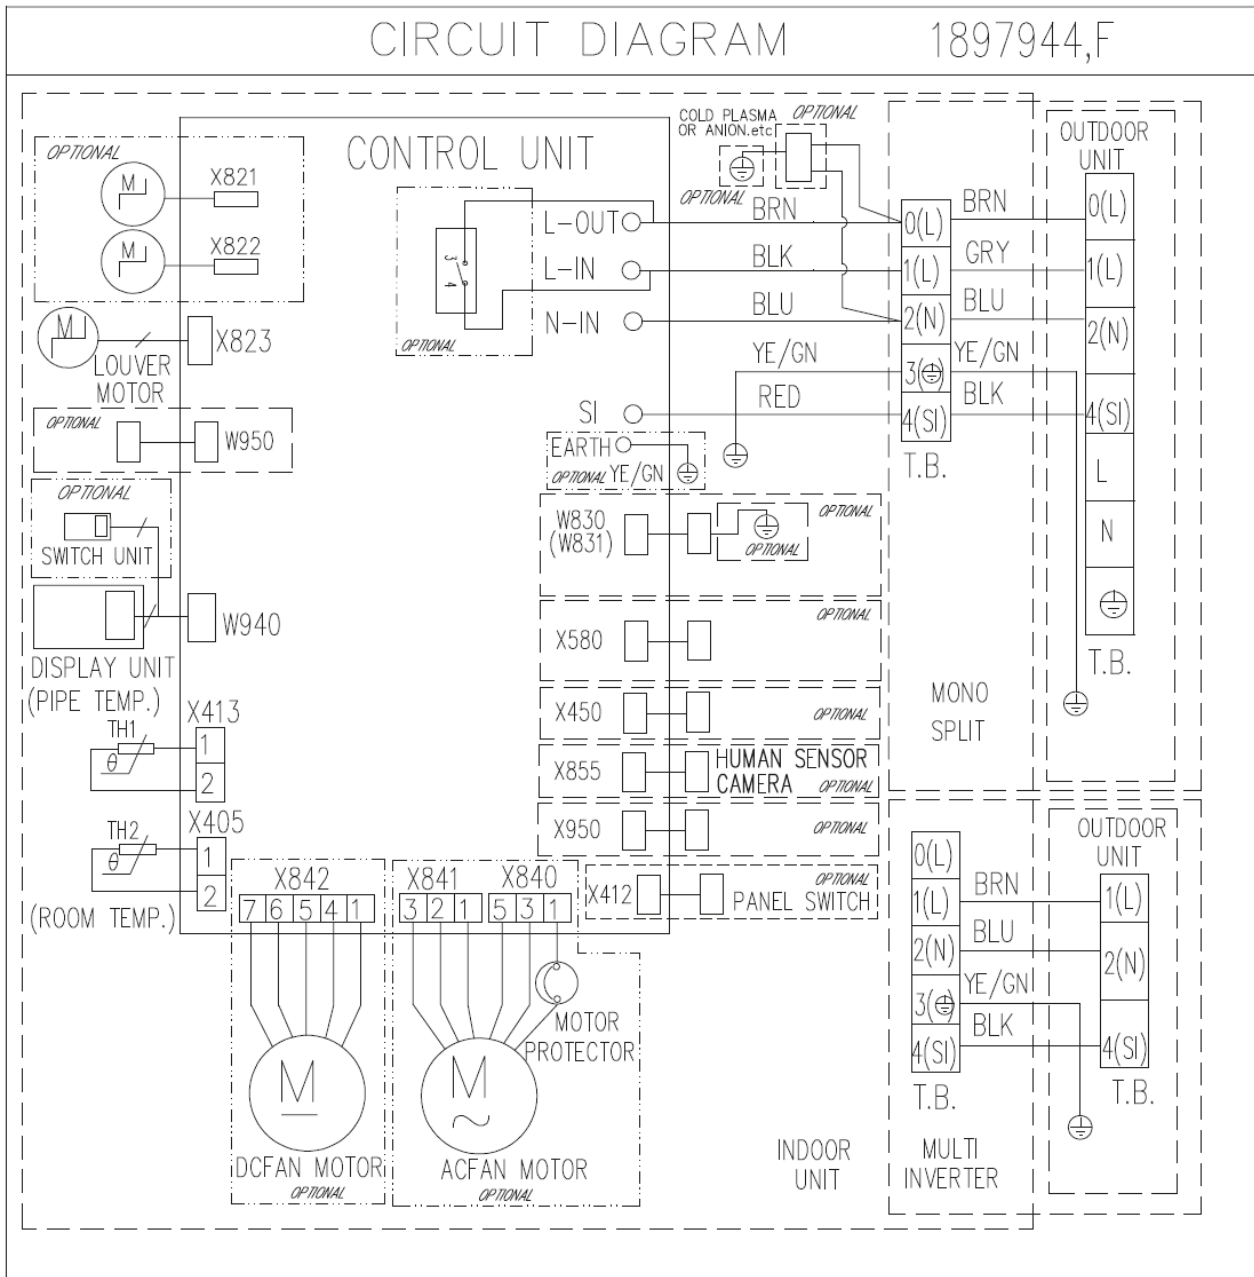 CIRCUIT DIAGRAM 1897944,F
OPTIONAL
M
X821
M
X822
M
X823
LOUVER
MOTOR
OPTIONAL
W950
OPTIONAL
SWITCH UNIT
W940
DISPLAY UNIT
(PIPE TEMP.)
X413
TH1
θ
1
2
X405
TH2
θ
1
2
(ROOM TEMP.)
CONTROL UNIT
3
4
OPTIONAL
L-OUT
L-IN
N-IN
SI
EARTH
OPTIONAL YE/GN
COLD PLASMA
OR ANION.etc
OPTIONAL
OPTIONAL
BRN
BLK
BLU
YE/GN
RED
0(L)
1(L)
2(N)
3(⏚)
4(SI)
T.B.
BRN
GRY
BLU
YE/GN
BLK
OUTDOOR
UNIT
0(L)
1(L)
2(N)
4(SI)
L
N
T.B.
MONO
SPLIT
W830
(W831)
OPTIONAL
OPTIONAL
X580
OPTIONAL
X450
OPTIONAL
X855
HUMAN SENSOR
CAMERA OPTIONAL
X950
OPTIONAL
X412
OPTIONAL
PANEL SWITCH
X842
7 6 5 4 1
M
DCFAN MOTOR
OPTIONAL
X841
3 2 1
X840
5 3 1
MOTOR
PROTECTOR
M
~
ACFAN MOTOR
OPTIONAL
INDOOR
UNIT
0(L)
1(L)
2(N)
3(⏚)
4(SI)
T.B.
BRN
BLU
YE/GN
BLK
OUTDOOR
UNIT
1(L)
2(N)
4(SI)
T.B.
MULTI
INVERTER